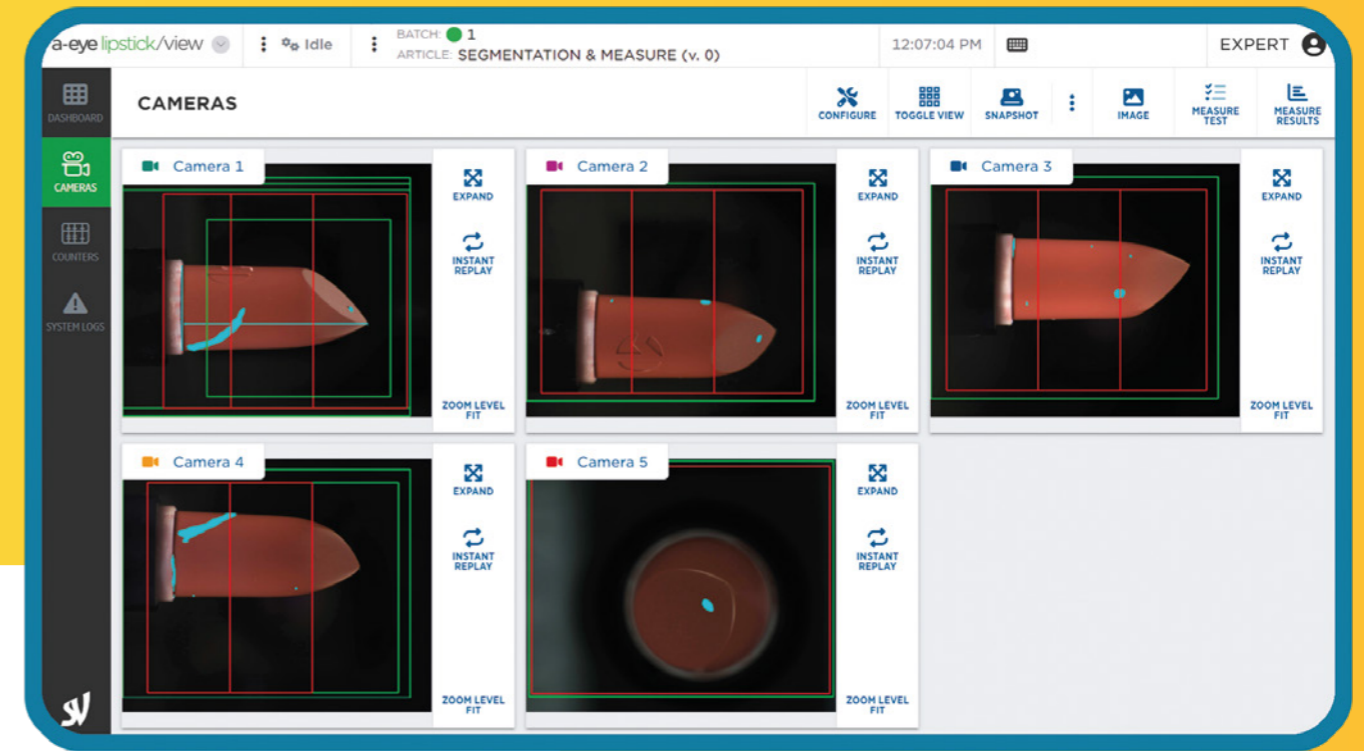 a-eye lipstick/view
Idle
BATCH: 1
ARTICLE: SEGMENTATION & MEASURE (v. 0)
12:07:04 PM
EXPERT
DASHBOARD
CAMERAS
COUNTERS
SYSTEM LOGS
CAMERAS
CONFIGURE
TOGGLE VIEW
SNAPSHOT
IMAGE
MEASURE
TEST
MEASURE
RESULTS
Camera 1
EXPAND
INSTANT
REPLAY
ZOOM LEVEL
FIT
Camera 2
EXPAND
INSTANT
REPLAY
ZOOM LEVEL
FIT
Camera 3
EXPAND
INSTANT
REPLAY
ZOOM LEVEL
FIT
Camera 4
EXPAND
INSTANT
REPLAY
ZOOM LEVEL
FIT
Camera 5
EXPAND
INSTANT
REPLAY
ZOOM LEVEL
FIT
SV